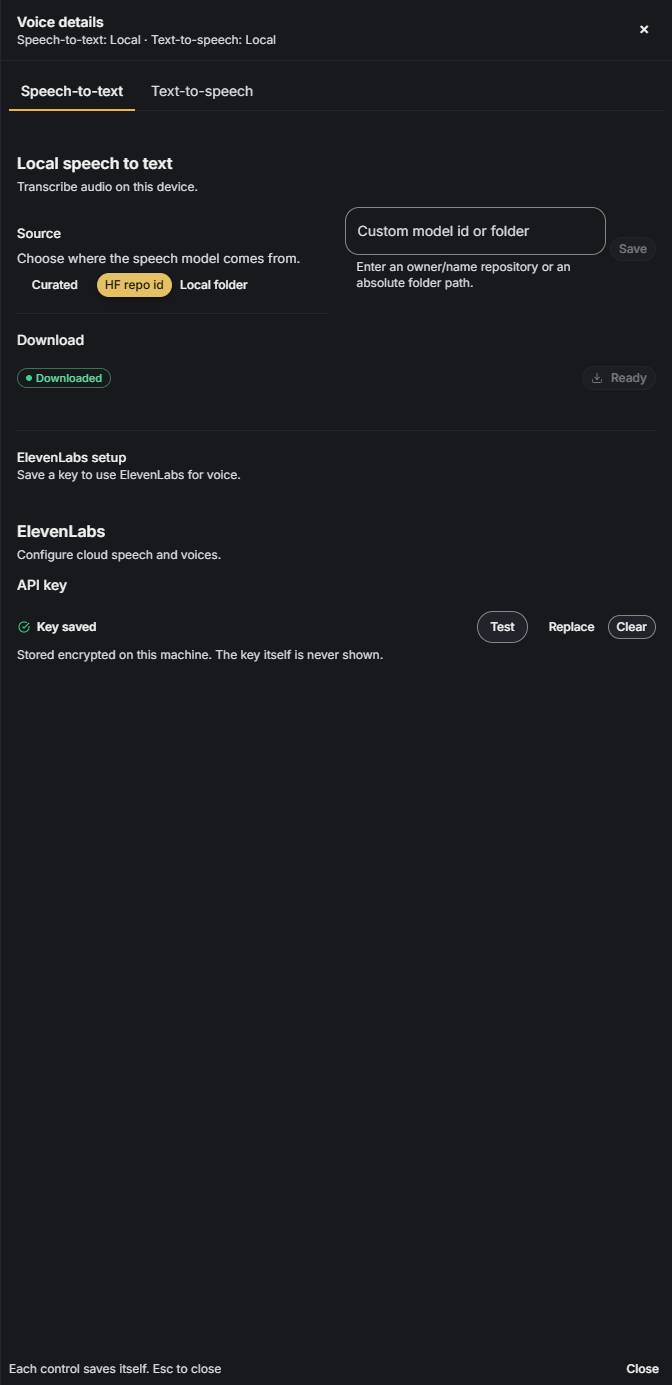 Voice details
Speech-to-text: Local · Text-to-speech: Local
×
Speech-to-text
Text-to-speech
Local speech to text
Transcribe audio on this device.
Source
Choose where the speech model comes from.
Curated
HF repo id
Local folder
Custom model id or folder
Save
Enter an owner/name repository or an
absolute folder path.
Download
Downloaded
Ready
ElevenLabs setup
Save a key to use ElevenLabs for voice.
ElevenLabs
Configure cloud speech and voices.
API key
Key saved
Test
Replace
Clear
Stored encrypted on this machine. The key itself is never shown.
Each control saves itself. Esc to close
Close